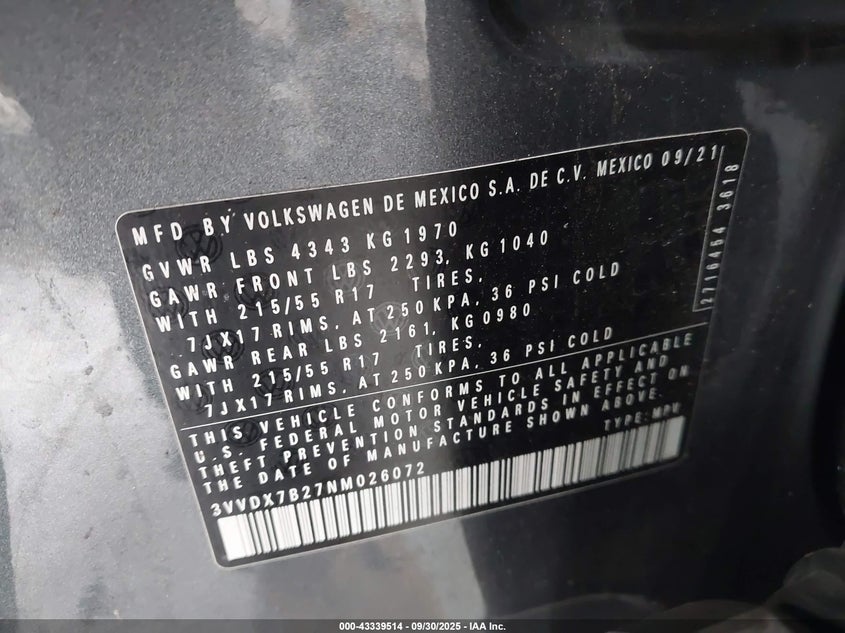 MFD BY VOLKSWAGEN DE MEXICO S.A. DE C.V. MEXICO 09/21
GVWR LBS 4343 KG 1970
GAWR FRONT LBS 2293, KG 1040
WITH 215/55 R17 TIRES,
7JX17 RIMS, AT 250 KPA, 36 PSI COLD
GAWR REAR LBS 2161, KG 0980
WITH 215/55 R17 TIRES,
7JX17 RIMS, AT 250 KPA, 36 PSI COLD
THIS VEHICLE CONFORMS TO ALL APPLICABLE
U.S. FEDERAL MOTOR VEHICLE SAFETY AND
THEFT PREVENTION STANDARDS IN EFFECT ON
THE DATE OF MANUFACTURE SHOWN ABOVE.
3VVDX7B27NM026072 TYPE: MPV
2716454 3618
000-43339514 - 09/30/2025 - IAA Inc.